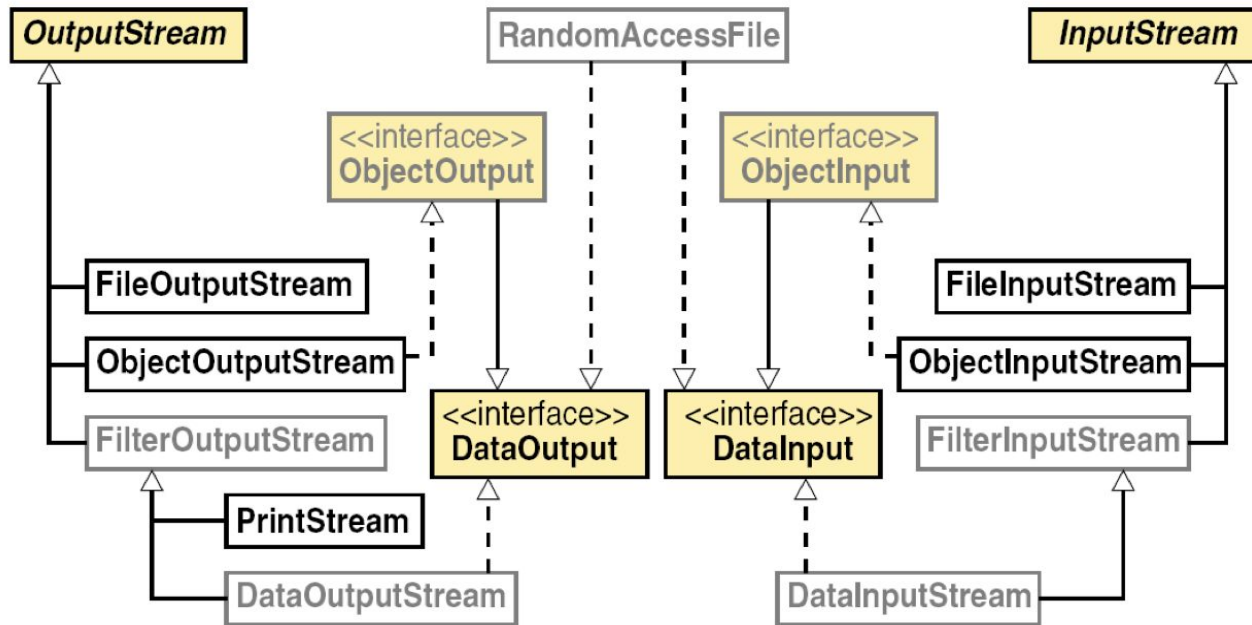 OutputStream
RandomAccessFile
InputStream
<<interface>>
ObjectOutput
<<interface>>
ObjectInput
FileOutputStream
FileInputStream
ObjectOutputStream
ObjectInputStream
<<interface>>
DataOutput
<<interface>>
DataInput
FilterOutputStream
FilterInputStream
PrintStream
DataOutputStream
DataInputStream